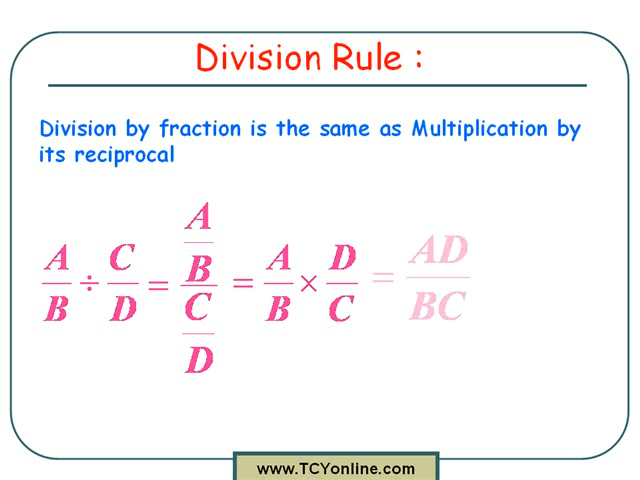 Division Rule :
Division by fraction is the same as Multiplication by
its reciprocal
A/B ÷ C/D = (A/B)/(C/D) = A/B × D/C = AD/BC
www.TCYonline.com